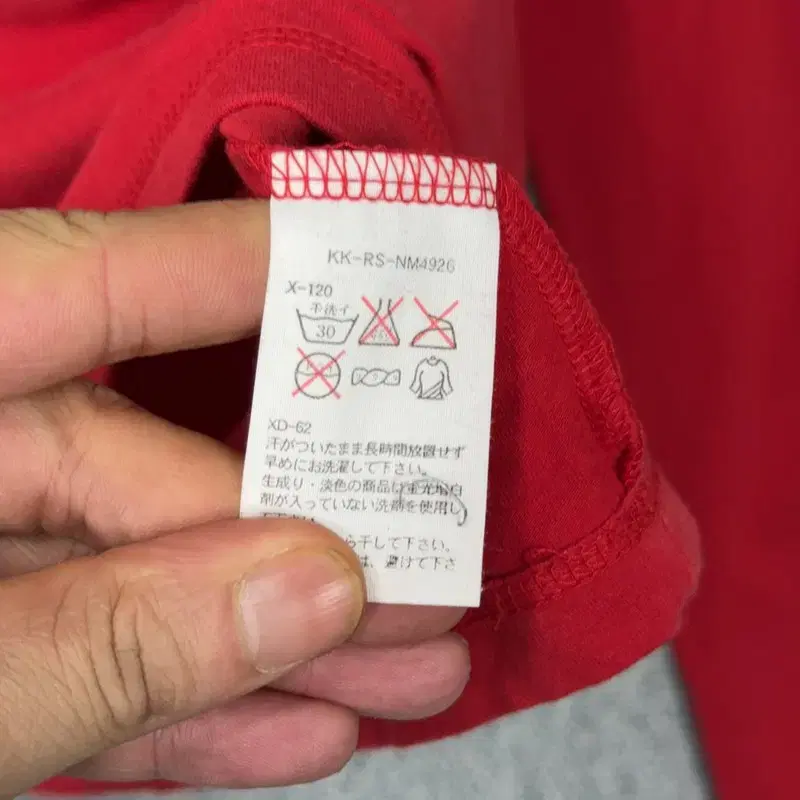 KK-RS-NM4926
X-120
手洗イ
30
XD-62
汗がついたまま長時間放置せず
早めにお洗濯して下さい。
生成り・淡色の商品は蛍光増白
剤が入っていない洗剤を使用し
ら干して下さい。
は、避けて下さ